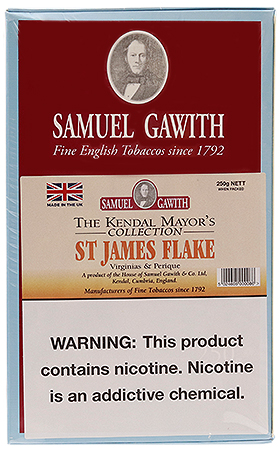 SAMUEL GAWITH
Fine English Tobaccos since 1792
MADE IN THE UK
SAMUEL GAWITH
250g NETT
WHEN PACKED
THE KENDAL MAYOR'S
COLLECTION
ST JAMES FLAKE
Virginias & Perique
A product of the House of Samuel Gawith & Co. Ltd,
Kendal, Cumbria, England.
Manufacturers of Fine Tobaccos since 1792
WARNING: This product
contains nicotine. Nicotine
is an addictive chemical.